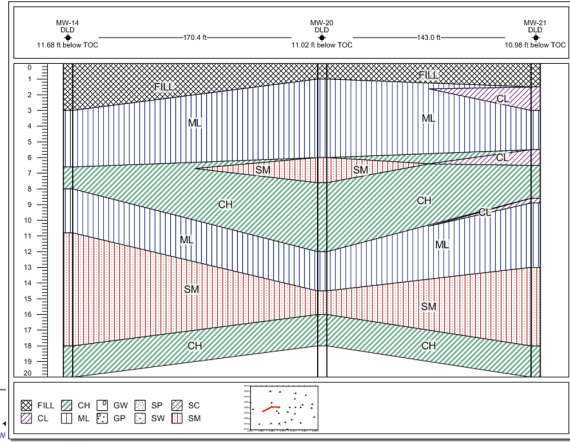 MW-14 MW-20 MW-21
DLD DLD DLD
170.4 ft 143.0 ft
11.68 ft below TOC 11.02 ft below TOC 10.98 ft below TOC
0
1
2
3
4
5
6
7
8
9
10
11
12
13
14
15
16
17
18
19
20
FILL FILL
CL
ML ML
CL
SM SM
CH CH
CL
ML ML
SM SM
CH CH
FILL CH GW SP SC
CL ML GP SW SM
W